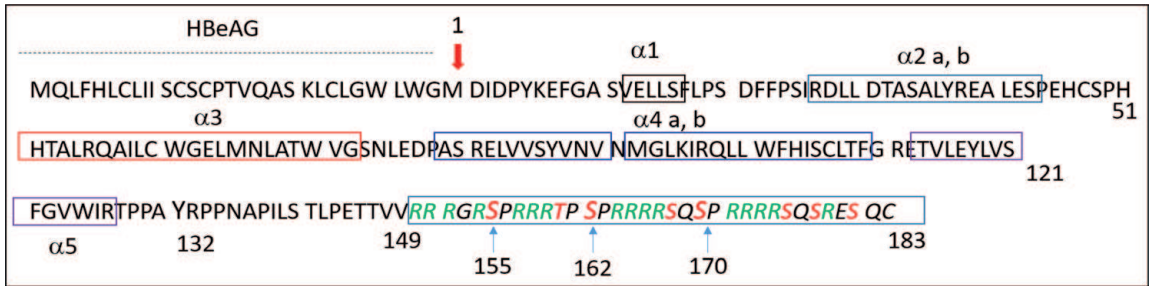 HBeAG 1
α1 α2 a, b
MQLFHLCLII SCSCPTVQAS KLCLGW LWGM DIDPYKEFGA SVELLSFLPS DFFPSIRDLL DTASALYREA LESPEHCSPH
51
α3 α4 a, b
HTALRQAILC WGELMNLATW VGSNLEDPAS RELVVSYVNV NMGLKIRQLL WFHISCLTFG RETVLEYLVS
121
FGVWIRTPPA YRPPNAPILS TLPETTVVRR RGRSPRRRTP SPRRRRSQSP RRRRSQSRES QC
α5 132 149 183
155 162 170